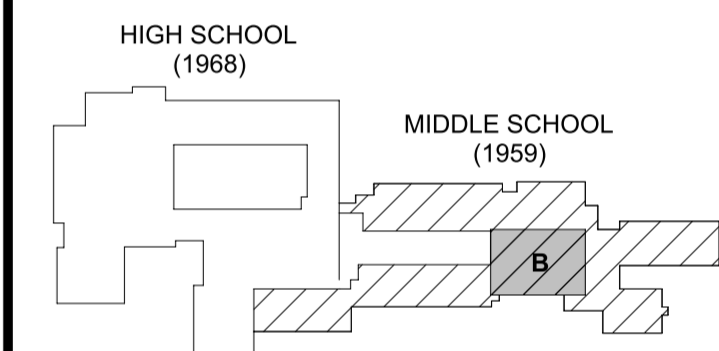 HIGH SCHOOL
(1968)
MIDDLE SCHOOL
(1959)
B